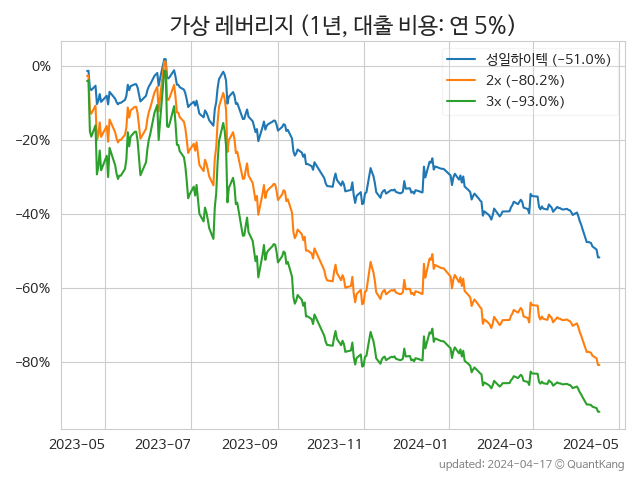 가상 레버리지 (1년, 대출 비용: 연 5%)
성일하이텍 (−51.0%)
2x (−80.2%)
3x (−93.0%)
0%
−20%
−40%
−60%
−80%
2023-05 2023-07 2023-09 2023-11 2024-01 2024-03 2024-05
updated: 2024-04-17 © QuantKang